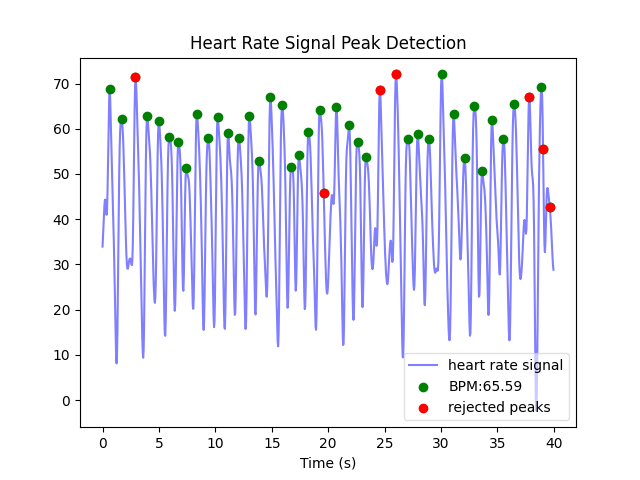 Heart Rate Signal Peak Detection
70
60
50
40
30
20
10
0
heart rate signal
BPM:65.59
rejected peaks
0 5 10 15 20 25 30 35 40
Time (s)